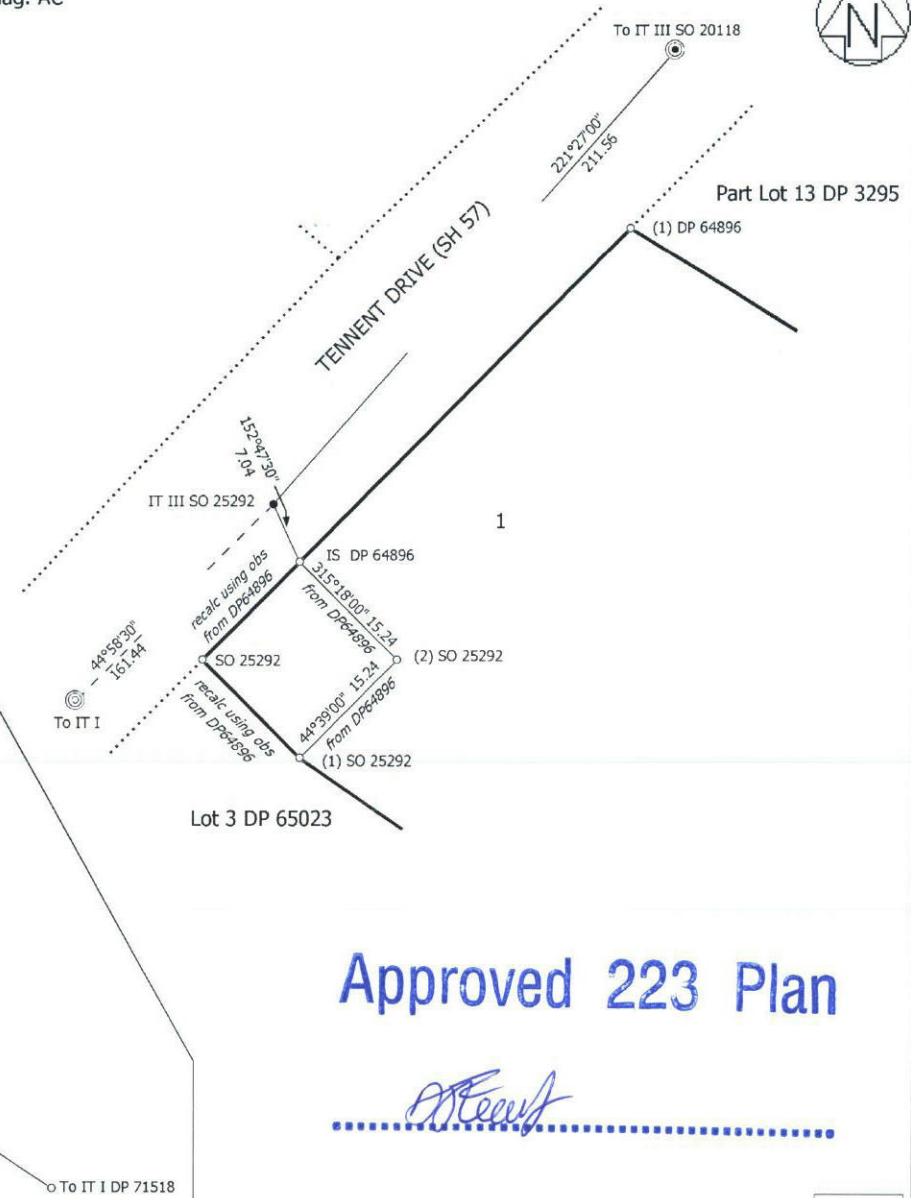 Diag. AC
N
To IT III SO 20118
221°27'00"
211.56
Part Lot 13 DP 3295
(1) DP 64896
TENNENT DRIVE (SH 57)
152°47'30"
7.04
IT III SO 25292
1
IS DP 64896
recalc using obs
from DP64896
315°18'00" 15.24
from DP64896
44°58'30"
161.44
SO 25292
(2) SO 25292
To IT I
recalc using obs
from DP64896
44°39'00" 15.24
from DP64896
(1) SO 25292
Lot 3 DP 65023
Approved 223 Plan
To IT I DP 71518